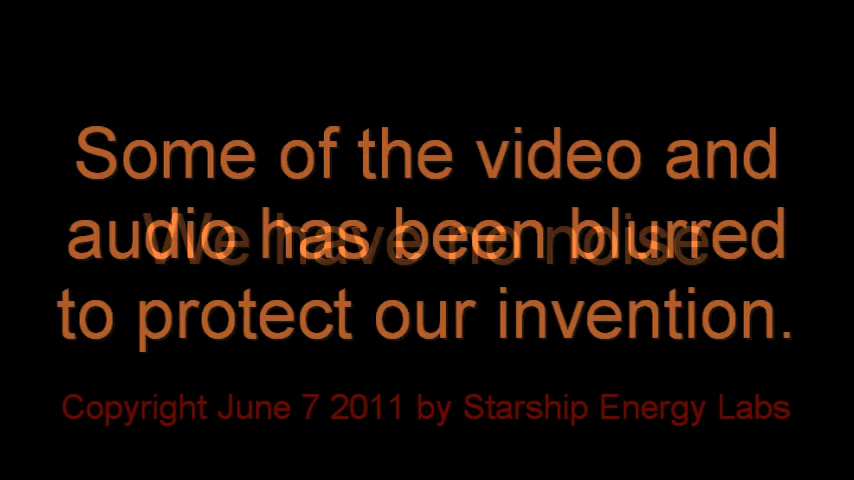 Some of the video and
audio has been blurred
We have no noise
to protect our invention.
Copyright June 7 2011 by Starship Energy Labs